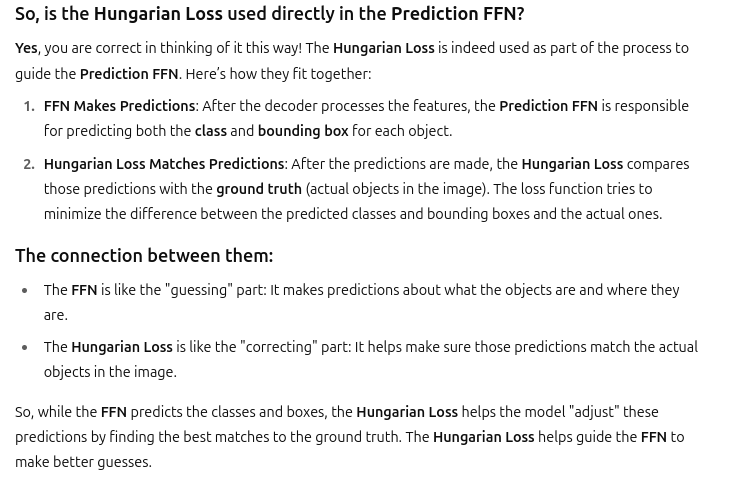 So, is the Hungarian Loss used directly in the Prediction FFN?
Yes, you are correct in thinking of it this way! The Hungarian Loss is indeed used as part of the process to
guide the Prediction FFN. Here's how they fit together:
1. FFN Makes Predictions: After the decoder processes the features, the Prediction FFN is responsible
for predicting both the class and bounding box for each object.
2. Hungarian Loss Matches Predictions: After the predictions are made, the Hungarian Loss compares
those predictions with the ground truth (actual objects in the image). The loss function tries to
minimize the difference between the predicted classes and bounding boxes and the actual ones.
The connection between them:
• The FFN is like the "guessing" part: It makes predictions about what the objects are and where they
are.
• The Hungarian Loss is like the "correcting" part: It helps make sure those predictions match the actual
objects in the image.
So, while the FFN predicts the classes and boxes, the Hungarian Loss helps the model "adjust" these
predictions by finding the best matches to the ground truth. The Hungarian Loss helps guide the FFN to
make better guesses.